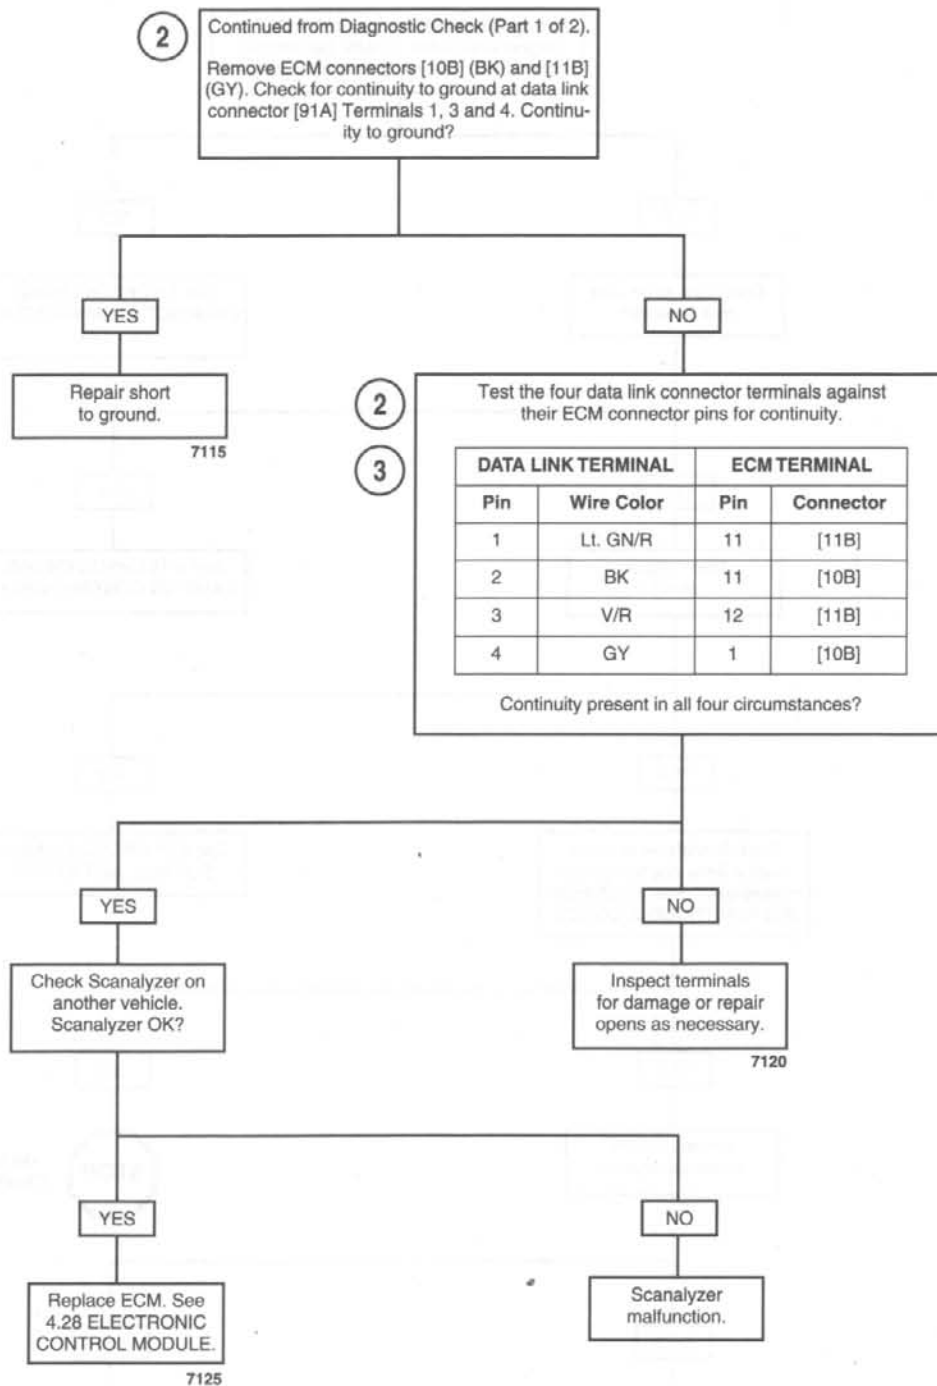 2
Continued from Diagnostic Check (Part 1 of 2).
Remove ECM connectors [10B] (BK) and [11B]
(GY). Check for continuity to ground at data link
connector [91A] Terminals 1, 3 and 4. Continu-
ity to ground?
YES
NO
Repair short
to ground.
7115
2
3
Test the four data link connector terminals against
their ECM connector pins for continuity.
DATA LINK TERMINAL ECM TERMINAL
Pin Wire Color Pin Connector
1 Lt. GN/R 11 [11B]
2 BK 11 [10B]
3 V/R 12 [11B]
4 GY 1 [10B]
Continuity present in all four circumstances?
YES
NO
Check Scanalyzer on
another vehicle.
Scanalyzer OK?
Inspect terminals
for damage or repair
opens as necessary.
7120
YES
NO
Replace ECM. See
4.28 ELECTRONIC
CONTROL MODULE.
7125
Scanalyzer
malfunction.